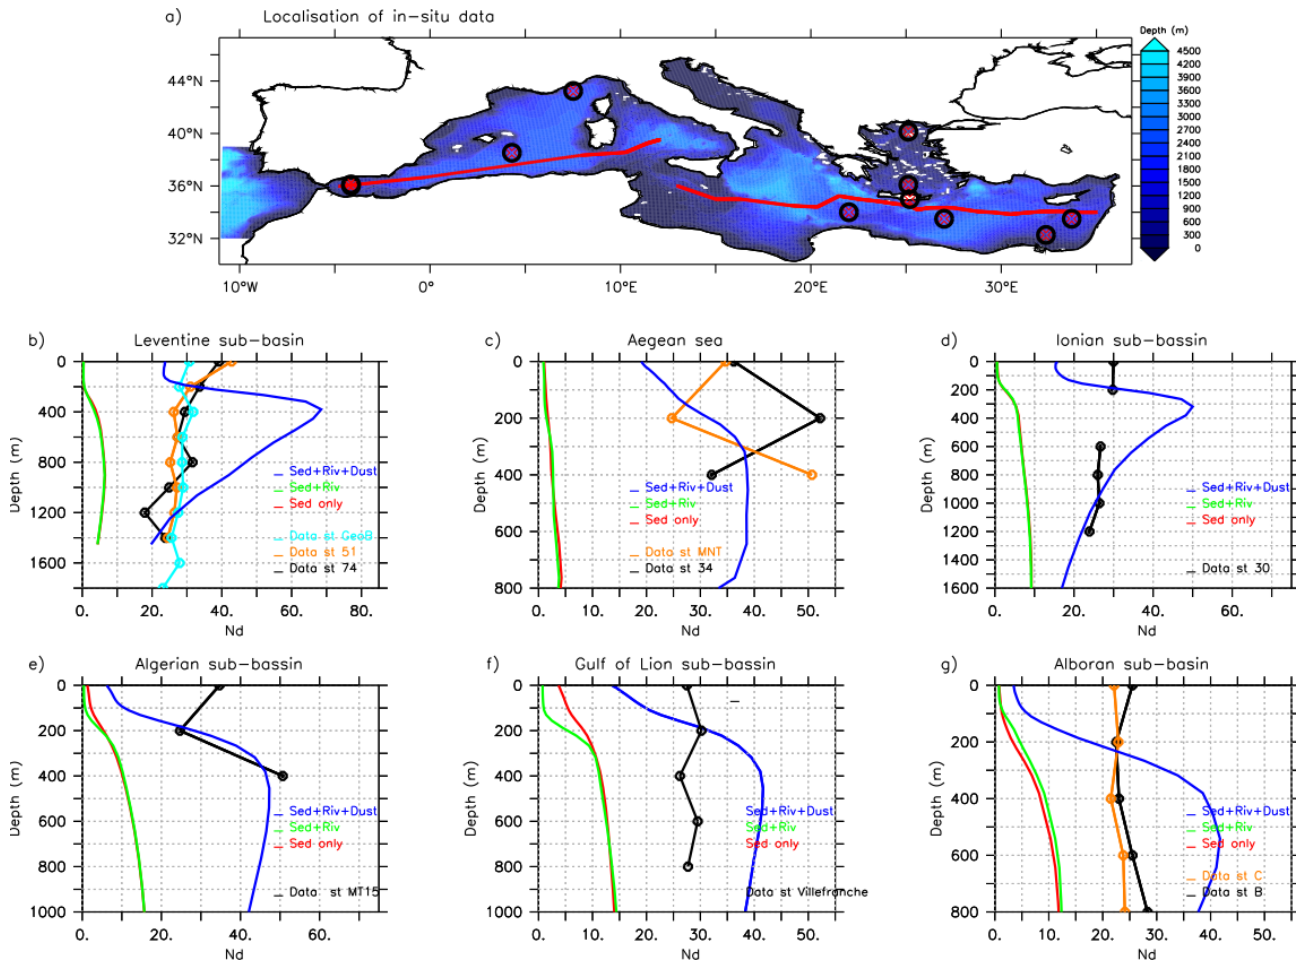 a) Localisation of in-situ data
Depth (m)
4500
4200
3900
3600
3300
3000
2700
2400
2100
1800
1500
1200
900
600
300
0
44°N
40°N
36°N
32°N
10°W 0° 10°E 20°E 30°E
b) Leventine sub-basin
Depth (m)
0
400
800
1200
1600
Sed+Riv+Dust
Sed+Riv
Sed only
Data st GeoB
Data st 51
Data st 74
0. 20. 40. 60. 80.
Nd
c) Aegean sea
Depth (m)
0
200
400
600
800
Sed+Riv+Dust
Sed+Riv
Sed only
Data st MNT
Data st 34
0. 10. 20. 30. 40. 50.
Nd
d) Ionian sub-bassin
Depth (m)
0
200
400
600
800
1000
1200
1400
1600
Sed+Riv+Dust
Sed+Riv
Sed only
Data st 30
0. 20. 40. 60.
Nd
e) Algerian sub-bassin
Depth (m)
0
200
400
600
800
1000
Sed+Riv+Dust
Sed+Riv
Sed only
Data st MT15
0. 20. 40. 60.
Nd
f) Gulf of Lion sub-bassin
Depth (m)
0
200
400
600
800
1000
Sed+Riv+Dust
Sed+Riv
Sed only
Data st Villefranche
0. 10. 20. 30. 40. 50.
Nd
g) Alboran sub-basin
Depth (m)
0
200
400
600
800
Sed+Riv+Dust
Sed+Riv
Sed only
Data st C
Data st B
0. 10. 20. 30. 40. 50.
Nd